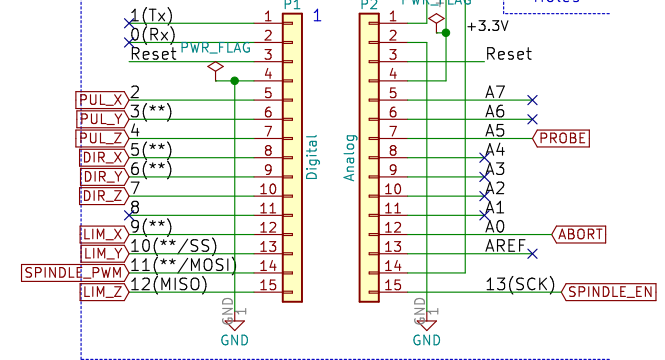 P1
P2
PWR_FLAG
1(Tx)
1
1
1
+3.3V
0(Rx)
2
2
PWR_FLAG
Reset
3
3
Reset
4
4
PUL_X
2
5
5
A7
PUL_Y
3(**)
6
6
A6
PUL_Z
4
7
7
A5
PROBE
DIR_X
5(**)
8
8
A4
DIR_Y
6(**)
9
9
A3
DIR_Z
7
10
10
A2
8
11
11
A1
LIM_X
9(**)
12
12
A0
ABORT
LIM_Y
10(**/SS)
13
13
AREF
SPINDLE_PWM
11(**/MOSI)
14
14
LIM_Z
12(MISO)
15
15
13(SCK)
SPINDLE_EN
Digital
Analog
GND
1
GND
1
GND
GND